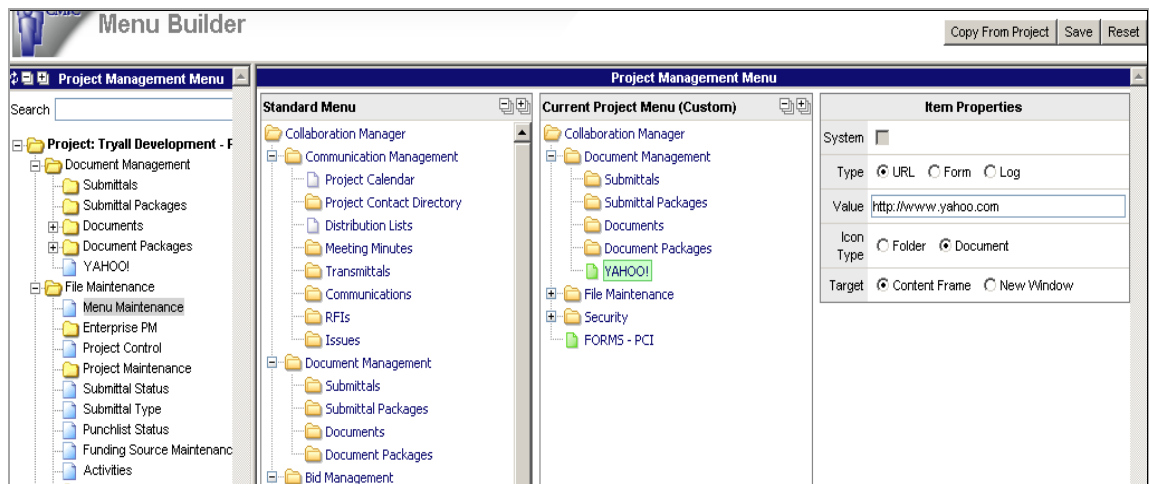 CMiC
Menu Builder
Copy From Project Save Reset
Project Management Menu
Search
Project: Tryall Development -
Document Management
Submittals
Submittal Packages
Documents
Document Packages
YAHOO!
File Maintenance
Menu Maintenance
Enterprise PM
Project Control
Project Maintenance
Submittal Status
Submittal Type
Punchlist Status
Funding Source Maintenanc
Activities
Project Management Menu
Standard Menu
Collaboration Manager
Communication Management
Project Calendar
Project Contact Directory
Distribution Lists
Meeting Minutes
Transmittals
Communications
RFIs
Issues
Document Management
Submittals
Submittal Packages
Documents
Document Packages
Bid Management
Current Project Menu (Custom)
Collaboration Manager
Document Management
Submittals
Submittal Packages
Documents
Document Packages
YAHOO!
File Maintenance
Security
FORMS - PCI
Item Properties
System
Type URL Form Log
Value http://www.yahoo.com
Icon Type Folder Document
Target Content Frame New Window